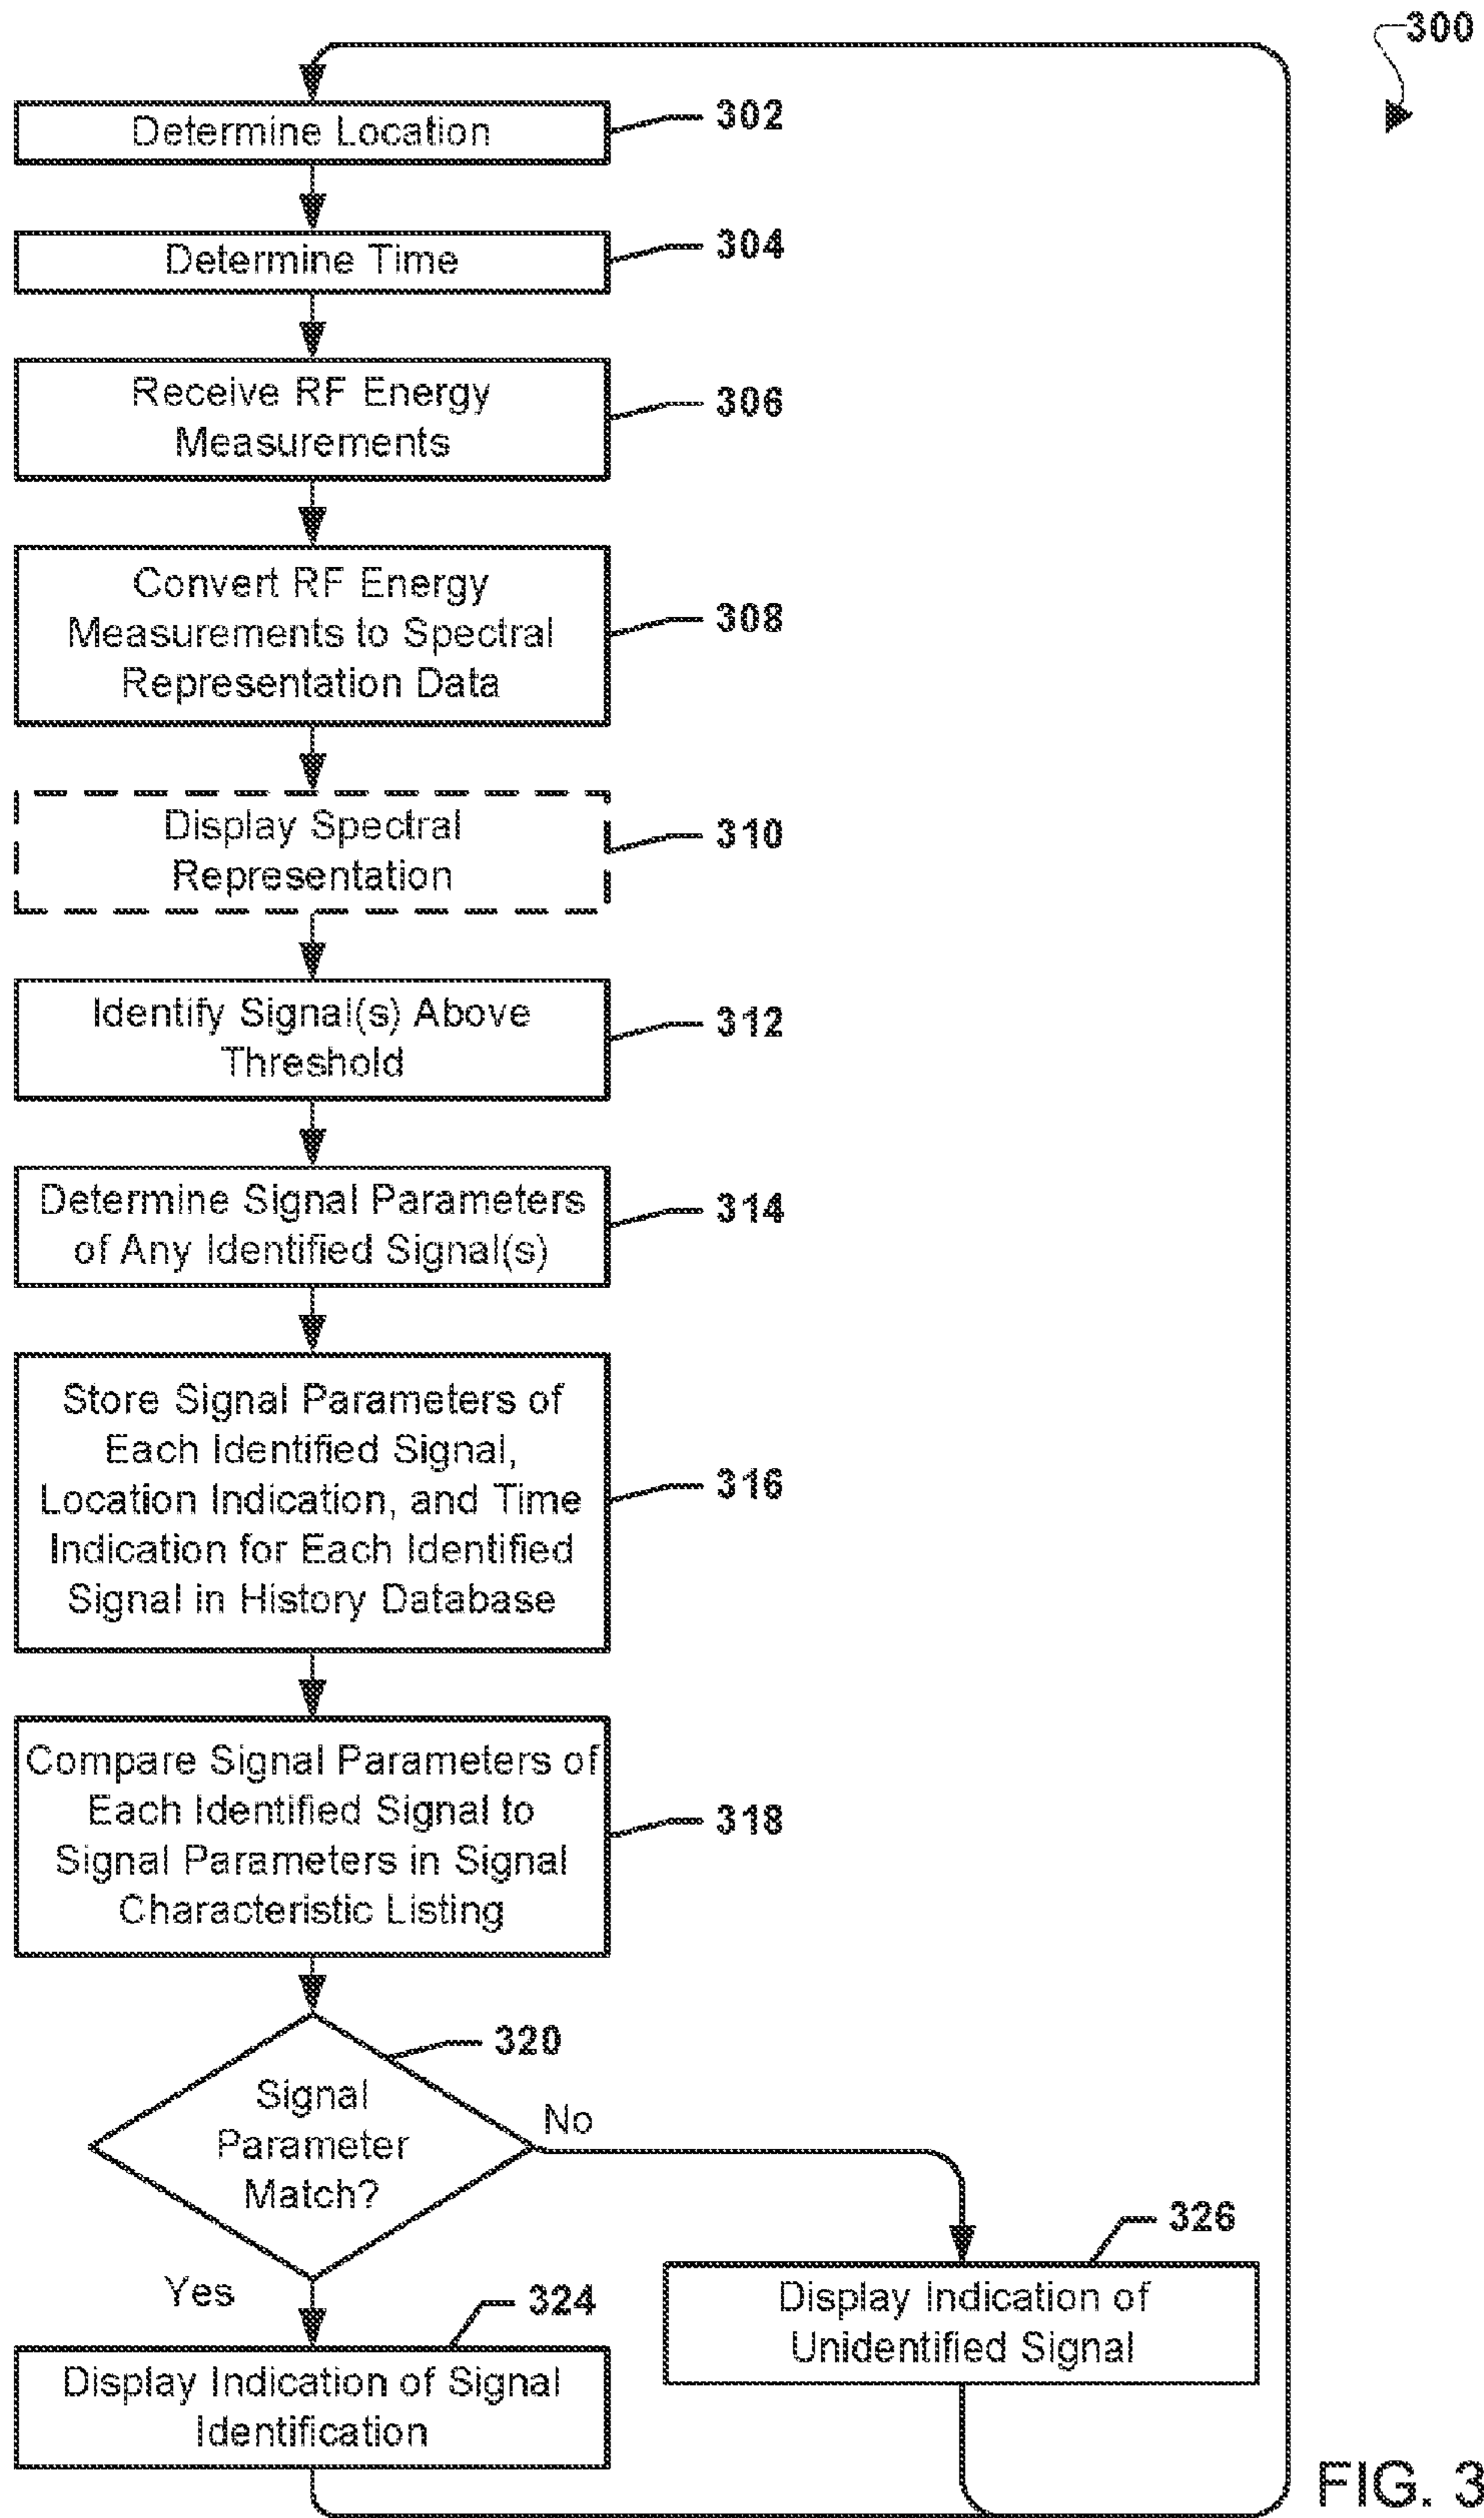 300
Determine Location
302
Determine Time
304
Receive RF Energy
Measurements
306
Convert RF Energy
Measurements to Spectral
Representation Data
308
Display Spectral
Representation
310
Identify Signal(s) Above
Threshold
312
Determine Signal Parameters
of Any Identified Signal(s)
314
Store Signal Parameters of
Each Identified Signal,
Location Indication, and Time
Indication for Each Identified
Signal in History Database
316
Compare Signal Parameters of
Each Identified Signal to
Signal Parameters in Signal
Characteristic Listing
318
320
Signal
Parameter
Match?
No
Yes
326
Display Indication of
Unidentified Signal
324
Display Indication of Signal
Identification
FIG. 3